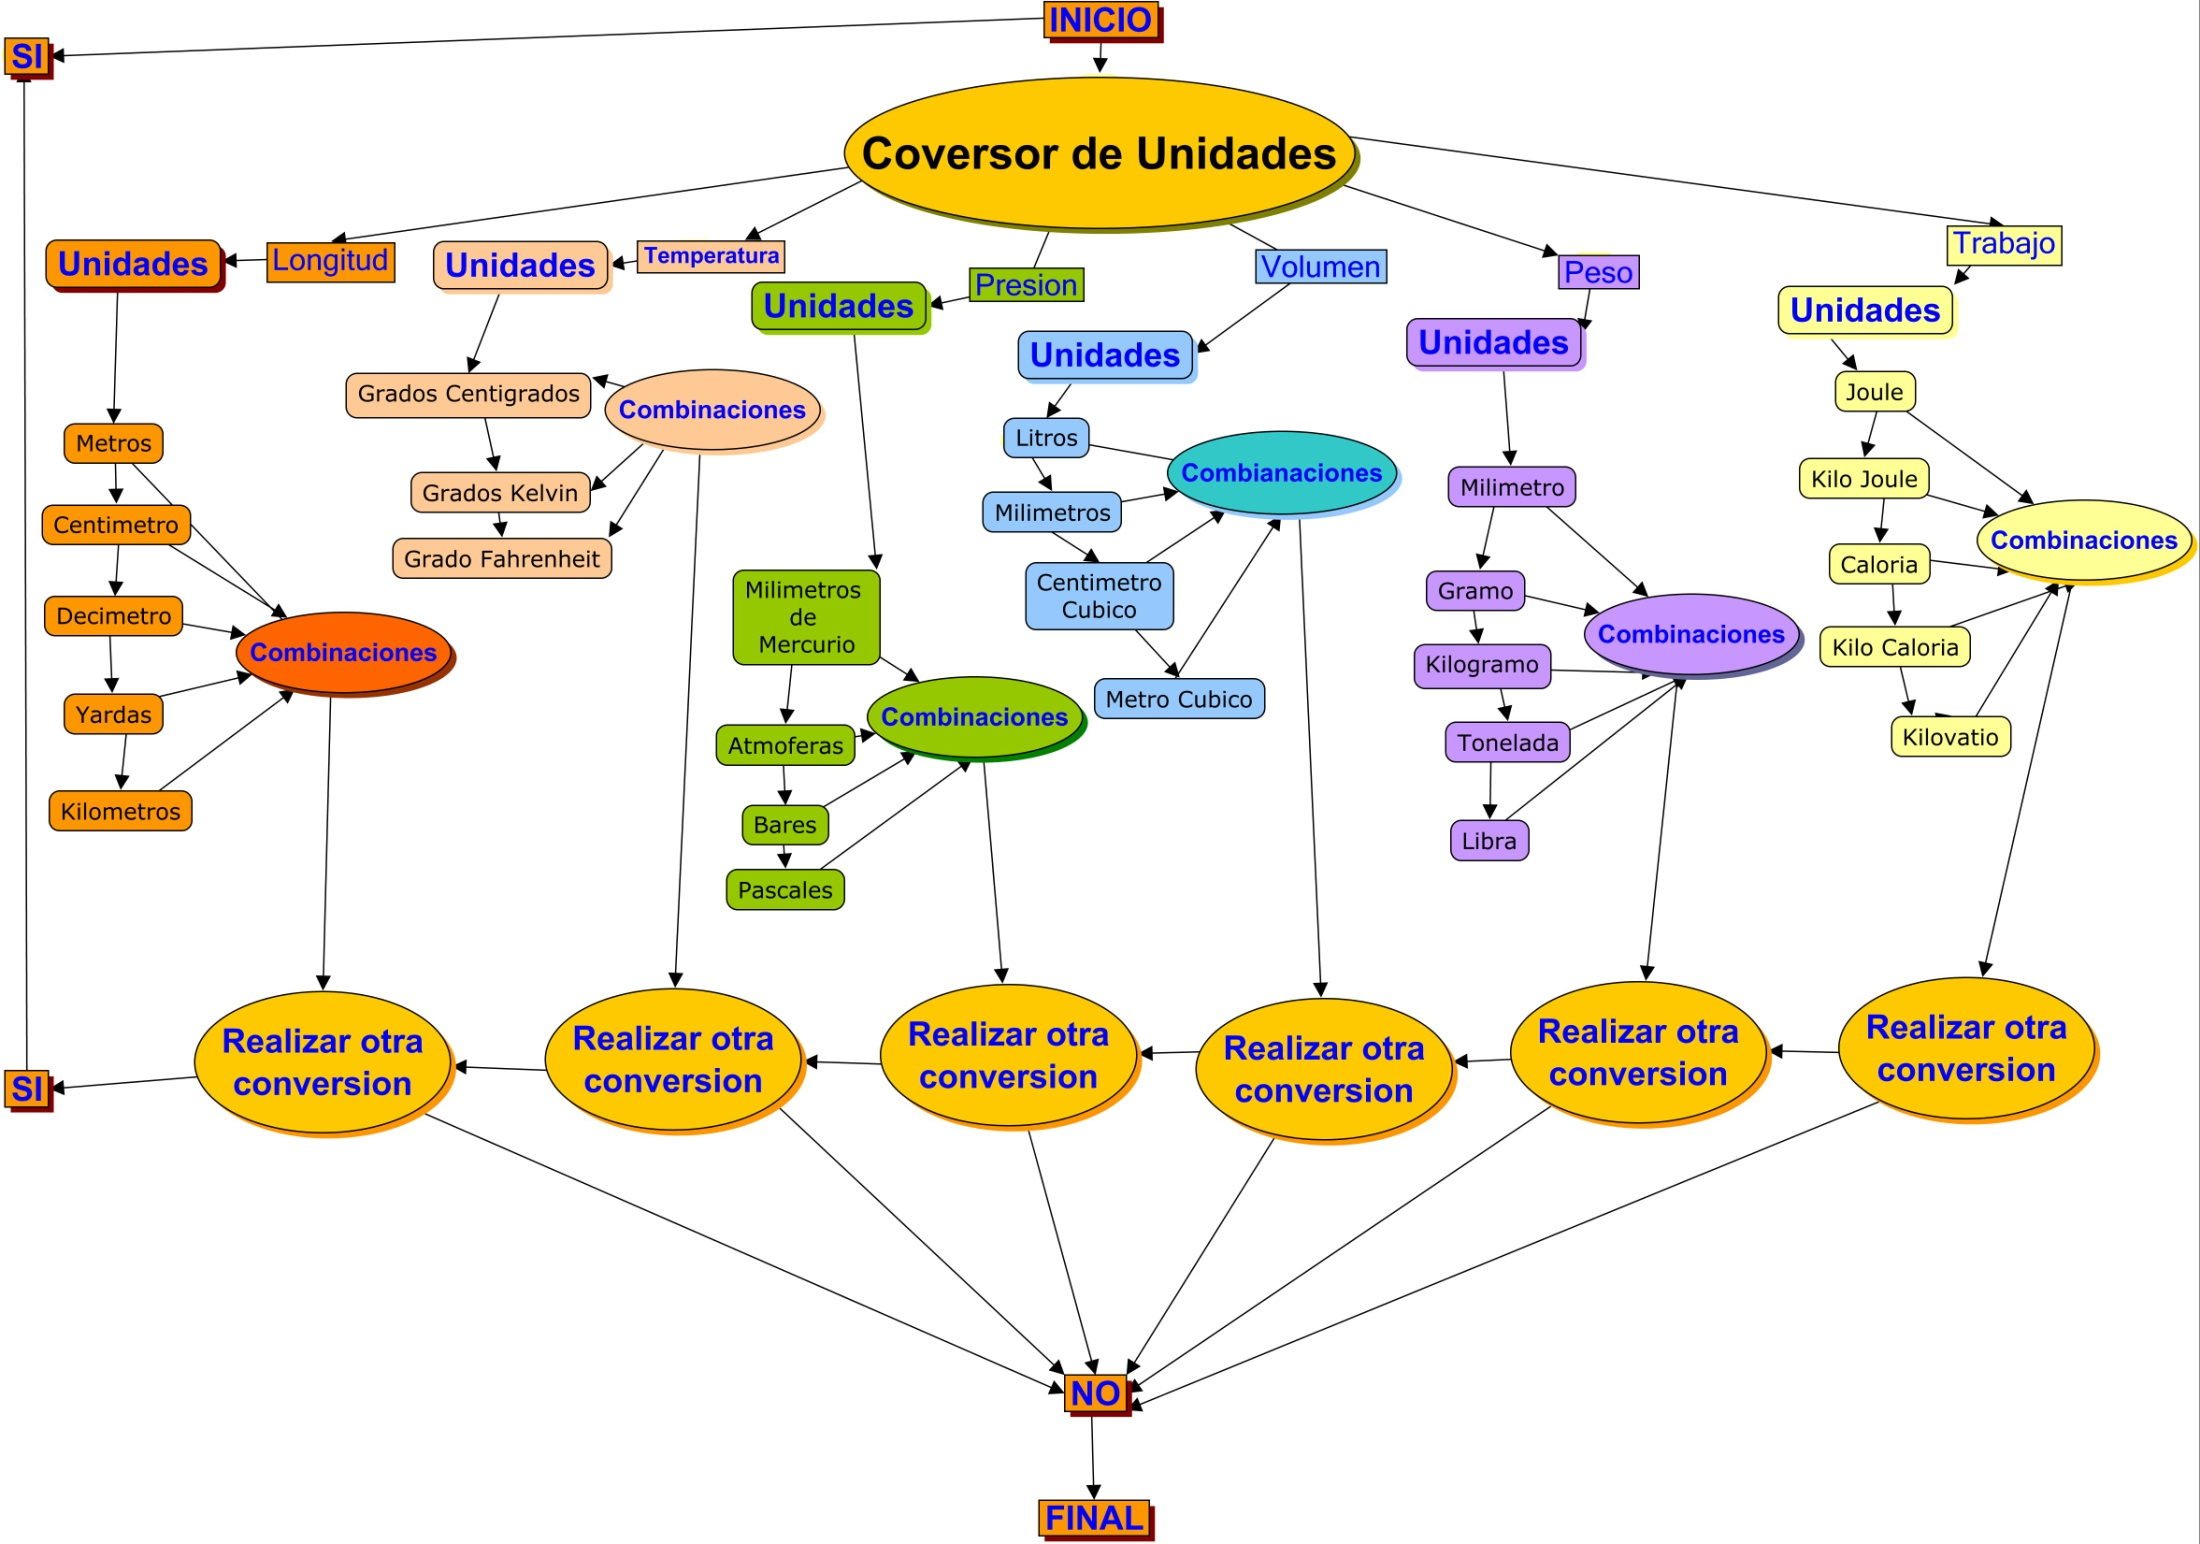 INICIO
SI
Coversor de Unidades
Unidades
Longitud
Unidades
Temperatura
Unidades
Presion
Volumen
Peso
Trabajo
Unidades
Unidades
Unidades
Metros
Centimetro
Decimetro
Yardas
Kilometros
Combinaciones
Grados Centigrados
Grados Kelvin
Grado Fahrenheit
Combinaciones
Milimetros
de
Mercurio
Atmoferas
Bares
Pascales
Combinaciones
Litros
Milimetros
Centimetro
Cubico
Metro Cubico
Combianaciones
Milimetro
Gramo
Kilogramo
Tonelada
Libra
Combinaciones
Joule
Kilo Joule
Caloria
Kilo Caloria
Kilovatio
Combinaciones
SI
Realizar otra
conversion
Realizar otra
conversion
Realizar otra
conversion
Realizar otra
conversion
Realizar otra
conversion
Realizar otra
conversion
NO
FINAL